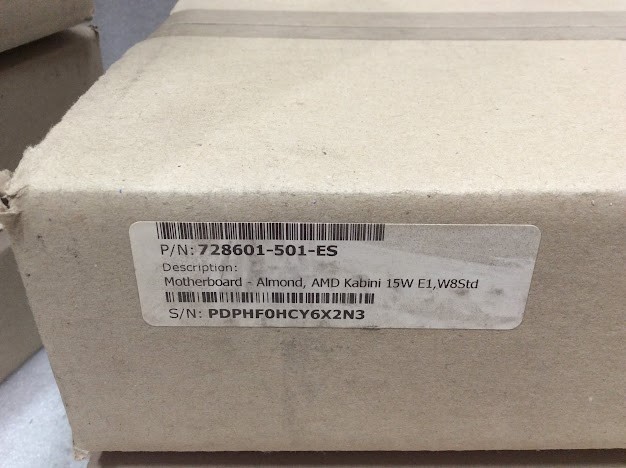 P/N: 728601-501-ES
Description:
Motherboard - Almond, AMD Kabini 15W E1,W8Std
S/N: PDPHF0HCY6X2N3